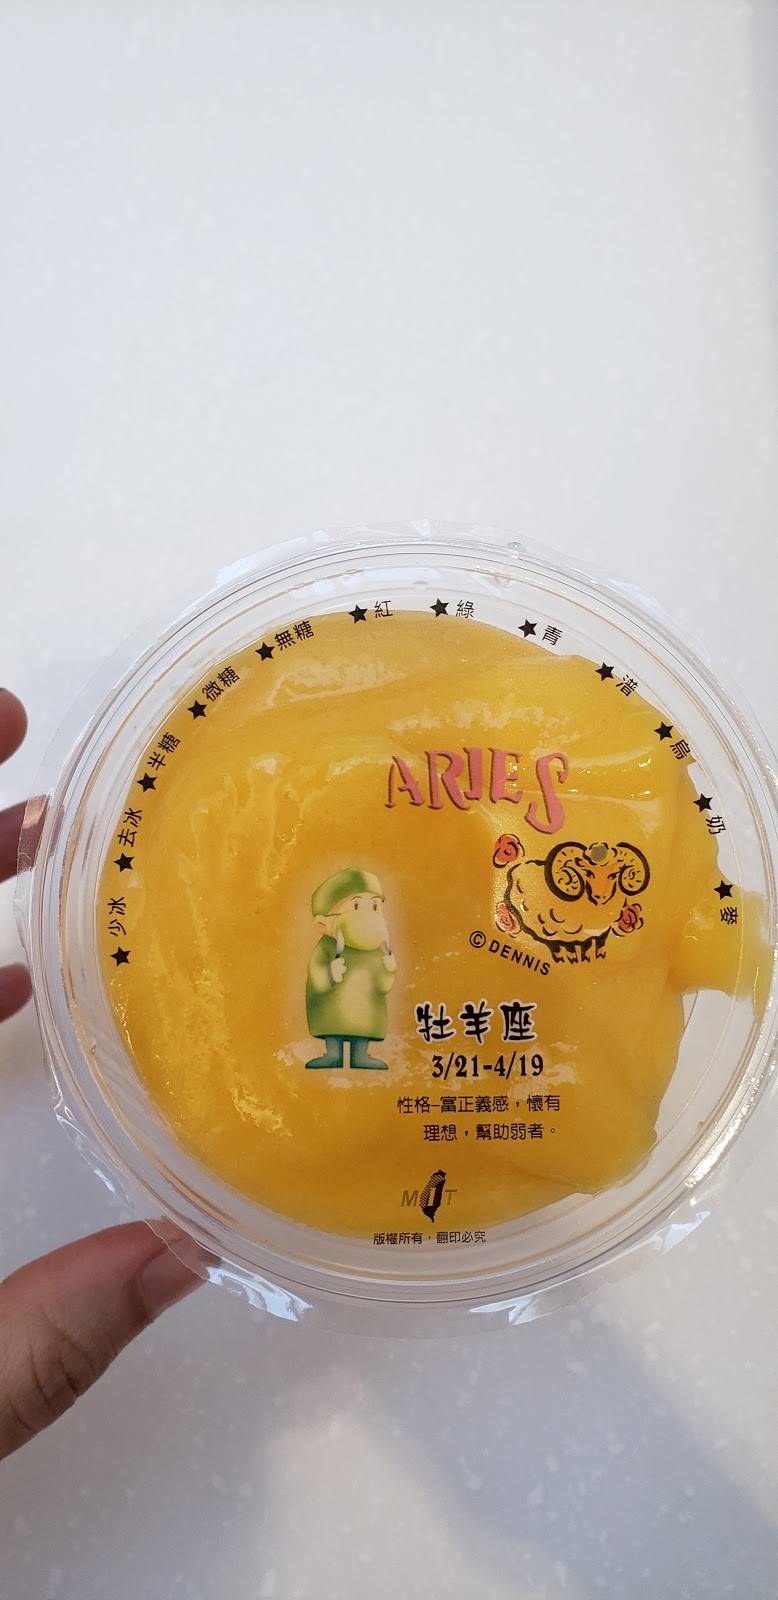 ★少冰 ★去冰 ★半糖 ★微糖 ★無糖 ★紅 ★綠 ★青 ★潽 ★烏 ★奶 ★麥
ARIES
©DENNIS
牡羊座
3/21-4/19
性格–富正義感，懷有
理想，幫助弱者。
MIT
版權所有，翻印必究